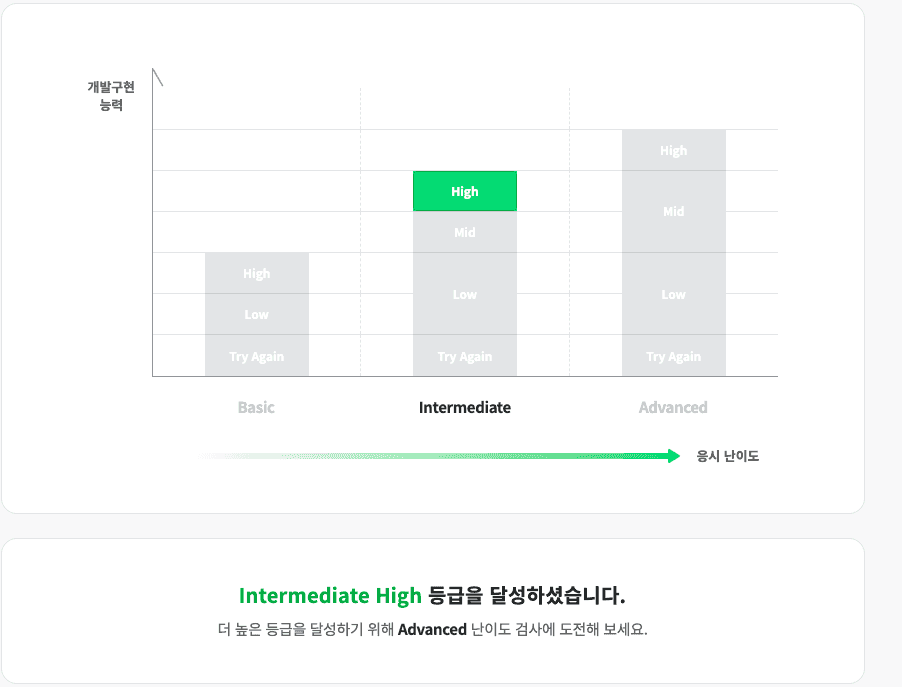 개발구현
능력
High
High
Mid
High
Mid
High
Low
Low
Low
Try Again
Try Again
Try Again
Basic
Intermediate
Advanced
응시 난이도
Intermediate High 등급을 달성하셨습니다.
더 높은 등급을 달성하기 위해 Advanced 난이도 검사에 도전해 보세요.